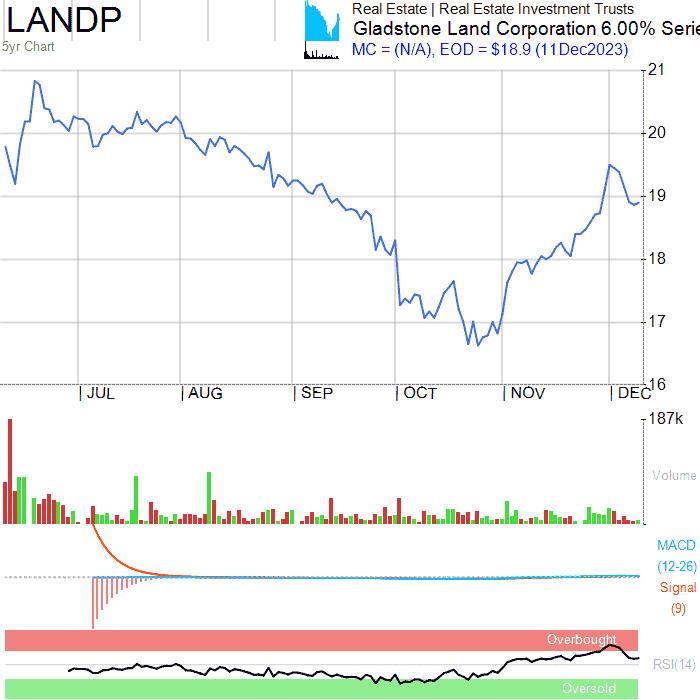 LANDP
5yr Chart
Real Estate | Real Estate Investment Trusts
Gladstone Land Corporation 6.00% Serie
MC = (N/A), EOD = $18.9 (11Dec2023)
21
20
19
18
17
16
JUL AUG SEP OCT NOV DEC
187k
Volume
MACD
(12-26)
Signal
(9)
Overbought
RSI(14)
Oversold